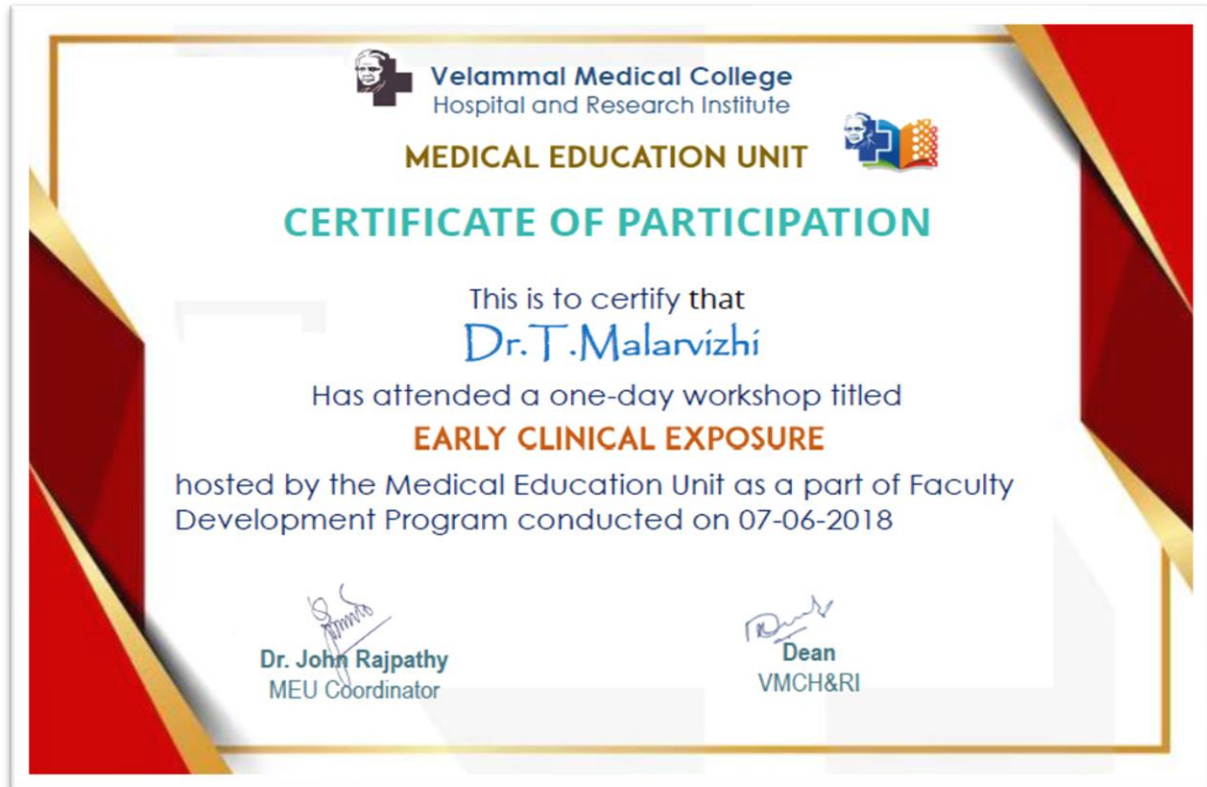 Velammal Medical College
Hospital and Research Institute
MEDICAL EDUCATION UNIT
CERTIFICATE OF PARTICIPATION
This is to certify that
Dr.T.Malarvizhi
Has attended a one-day workshop titled
EARLY CLINICAL EXPOSURE
hosted by the Medical Education Unit as a part of Faculty
Development Program conducted on 07-06-2018
Dr. John Rajpathy
MEU Coordinator
Dean
VMCH&RI